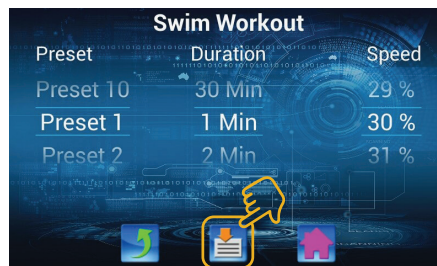 Swim Workout
Preset Duration Speed
Preset 10 30 Min 29 %
Preset 1 1 Min 30 %
Preset 2 2 Min 31 %